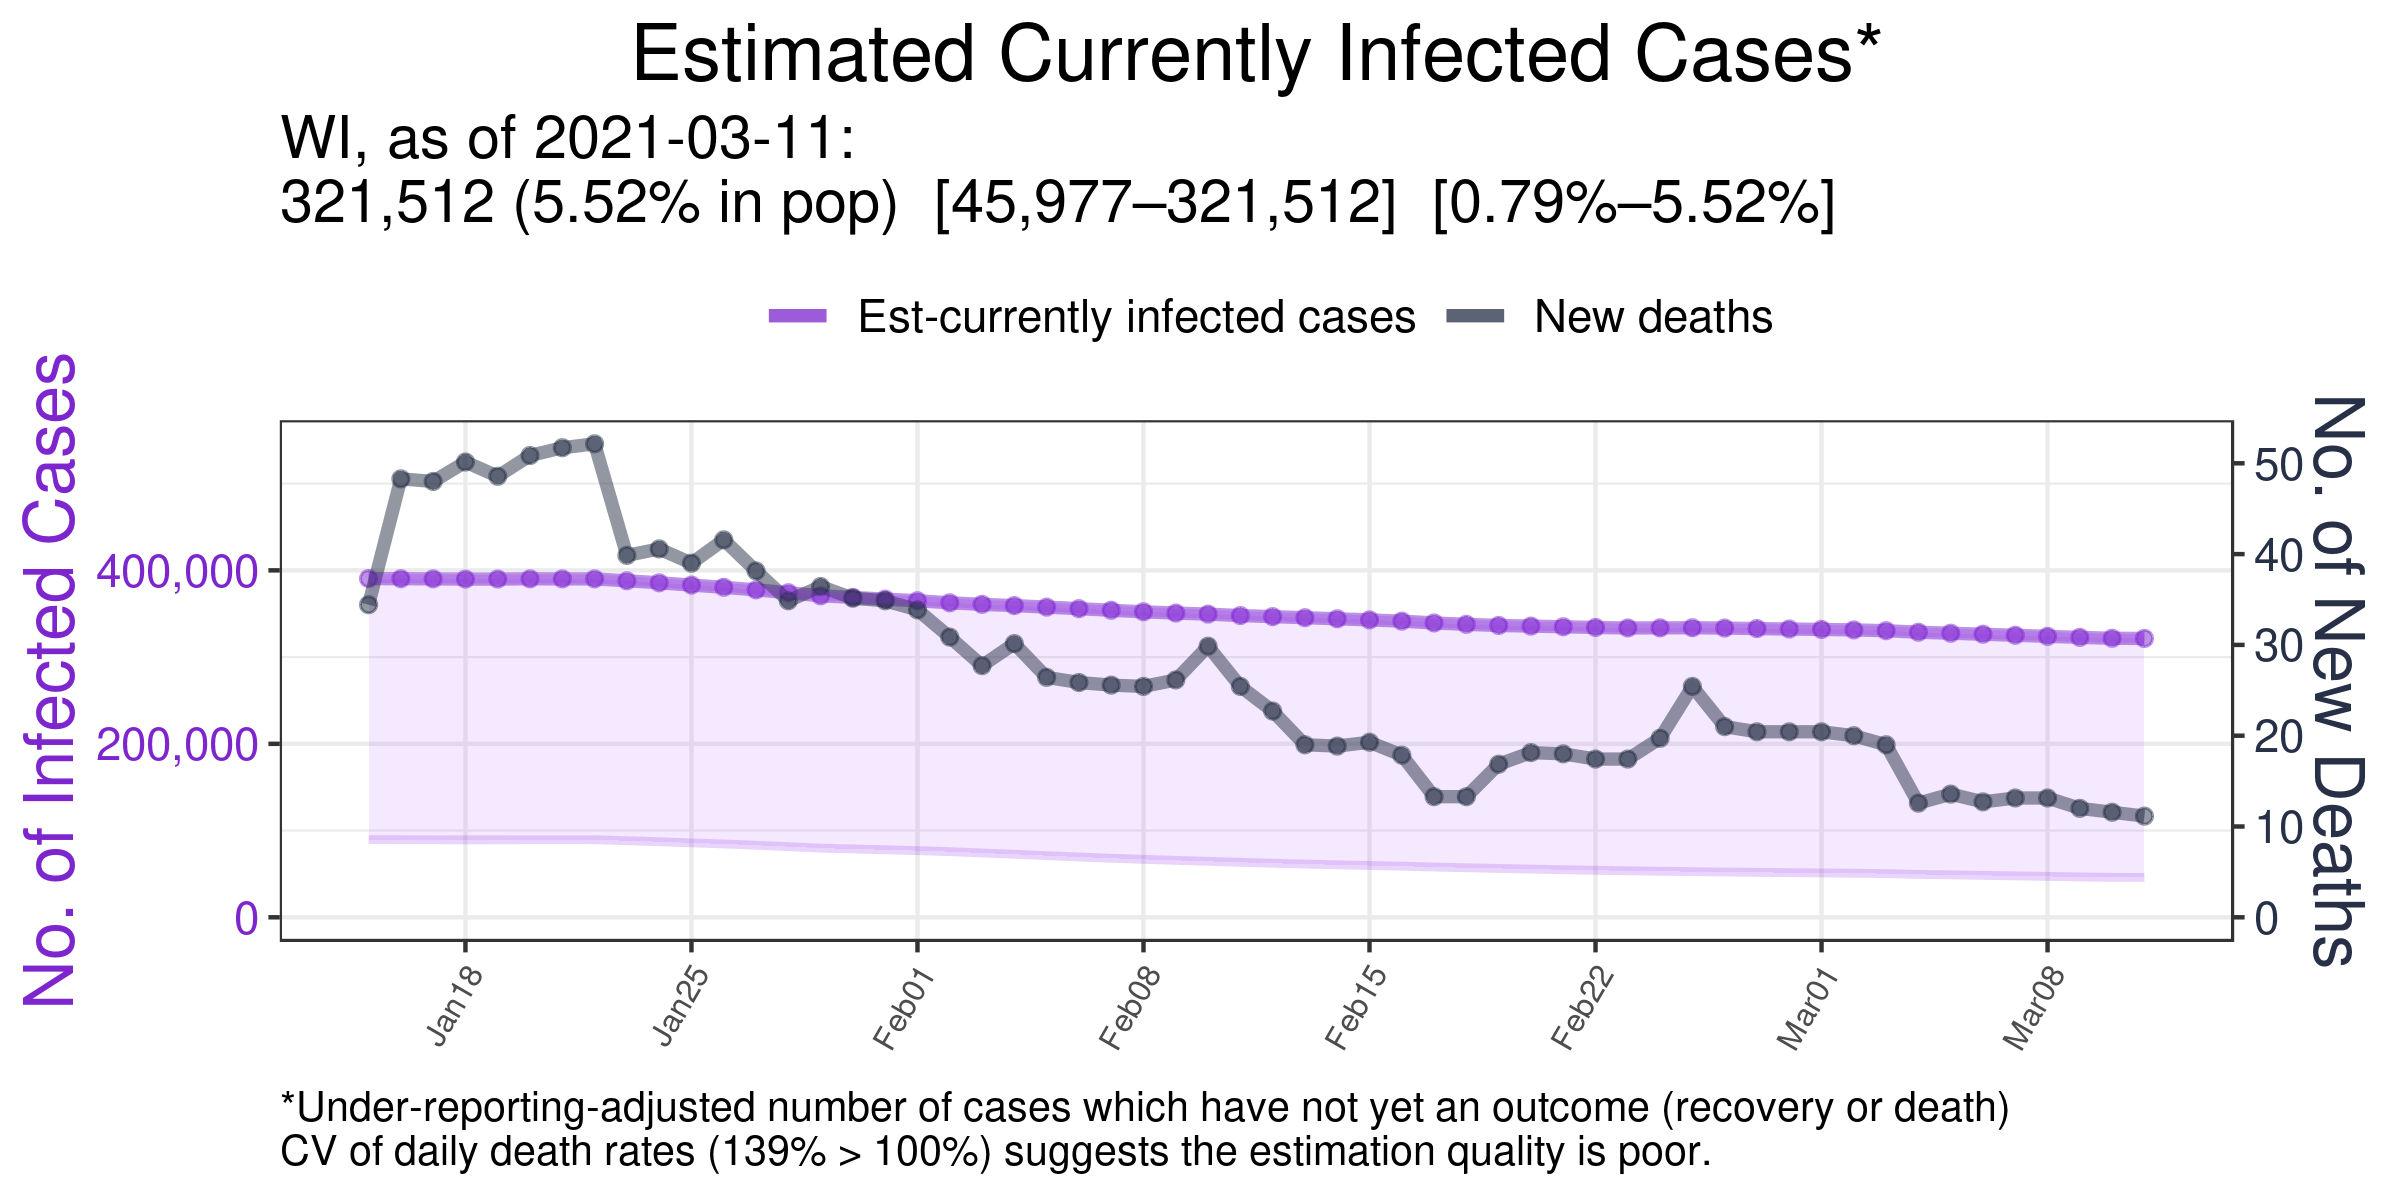 Estimated Currently Infected Cases*
WI, as of 2021-03-11:
321,512 (5.52% in pop)  [45,977–321,512]  [0.79%–5.52%]
Est-currently infected cases
New deaths
No. of Infected Cases
400,000
200,000
0
50
40
30
20
10
0
No. of New Deaths
Jan18
Jan25
Feb01
Feb08
Feb15
Feb22
Mar01
Mar08
*Under-reporting-adjusted number of cases which have not yet an outcome (recovery or death)
CV of daily death rates (139% > 100%) suggests the estimation quality is poor.